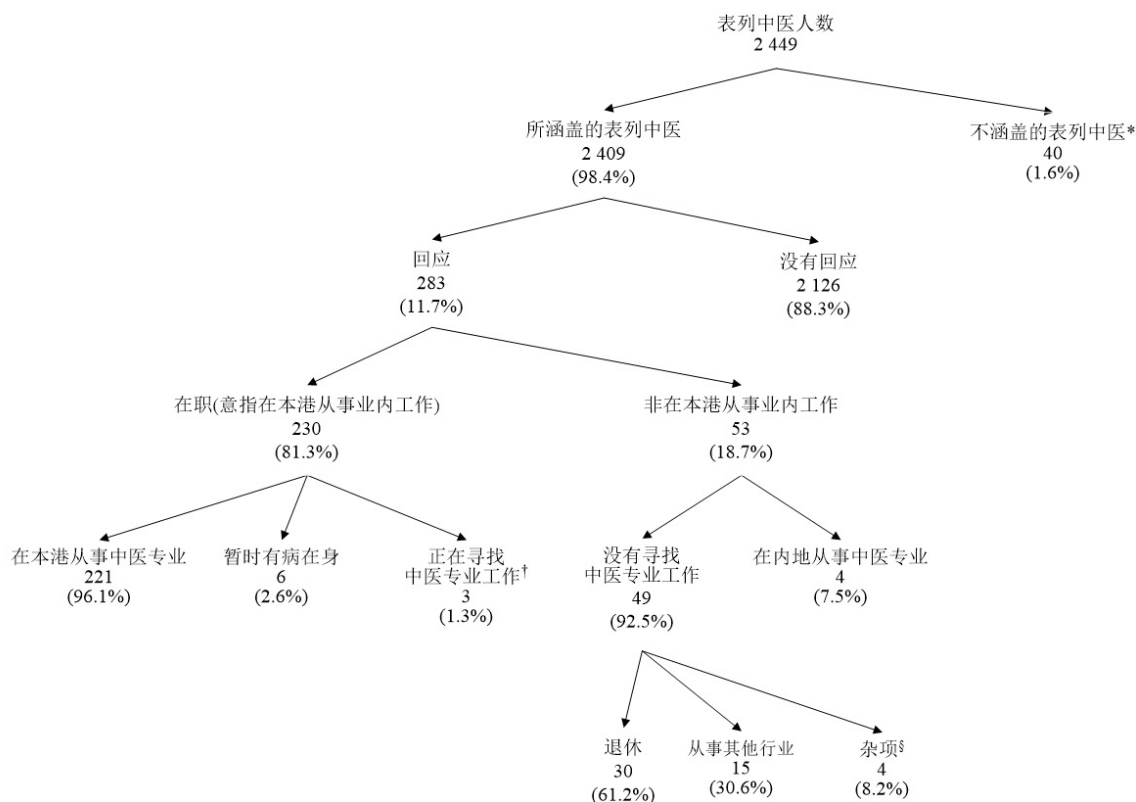 表列中医人数
2 449
所涵盖的表列中医
2 409
(98.4%)
不涵盖的表列中医*
40
(1.6%)
回应
283
(11.7%)
没有回应
2 126
(88.3%)
在职(意指在本港从事业内工作)
230
(81.3%)
非在本港从事业内工作
53
(18.7%)
在本港从事中医专业
221
(96.1%)
暂时有病在身
6
(2.6%)
正在寻找
中医专业工作†
3
(1.3%)
没有寻找
中医专业工作
49
(92.5%)
在内地从事中医专业
4
(7.5%)
退休
30
(61.2%)
从事其他行业
15
(30.6%)
杂项§
4
(8.2%)